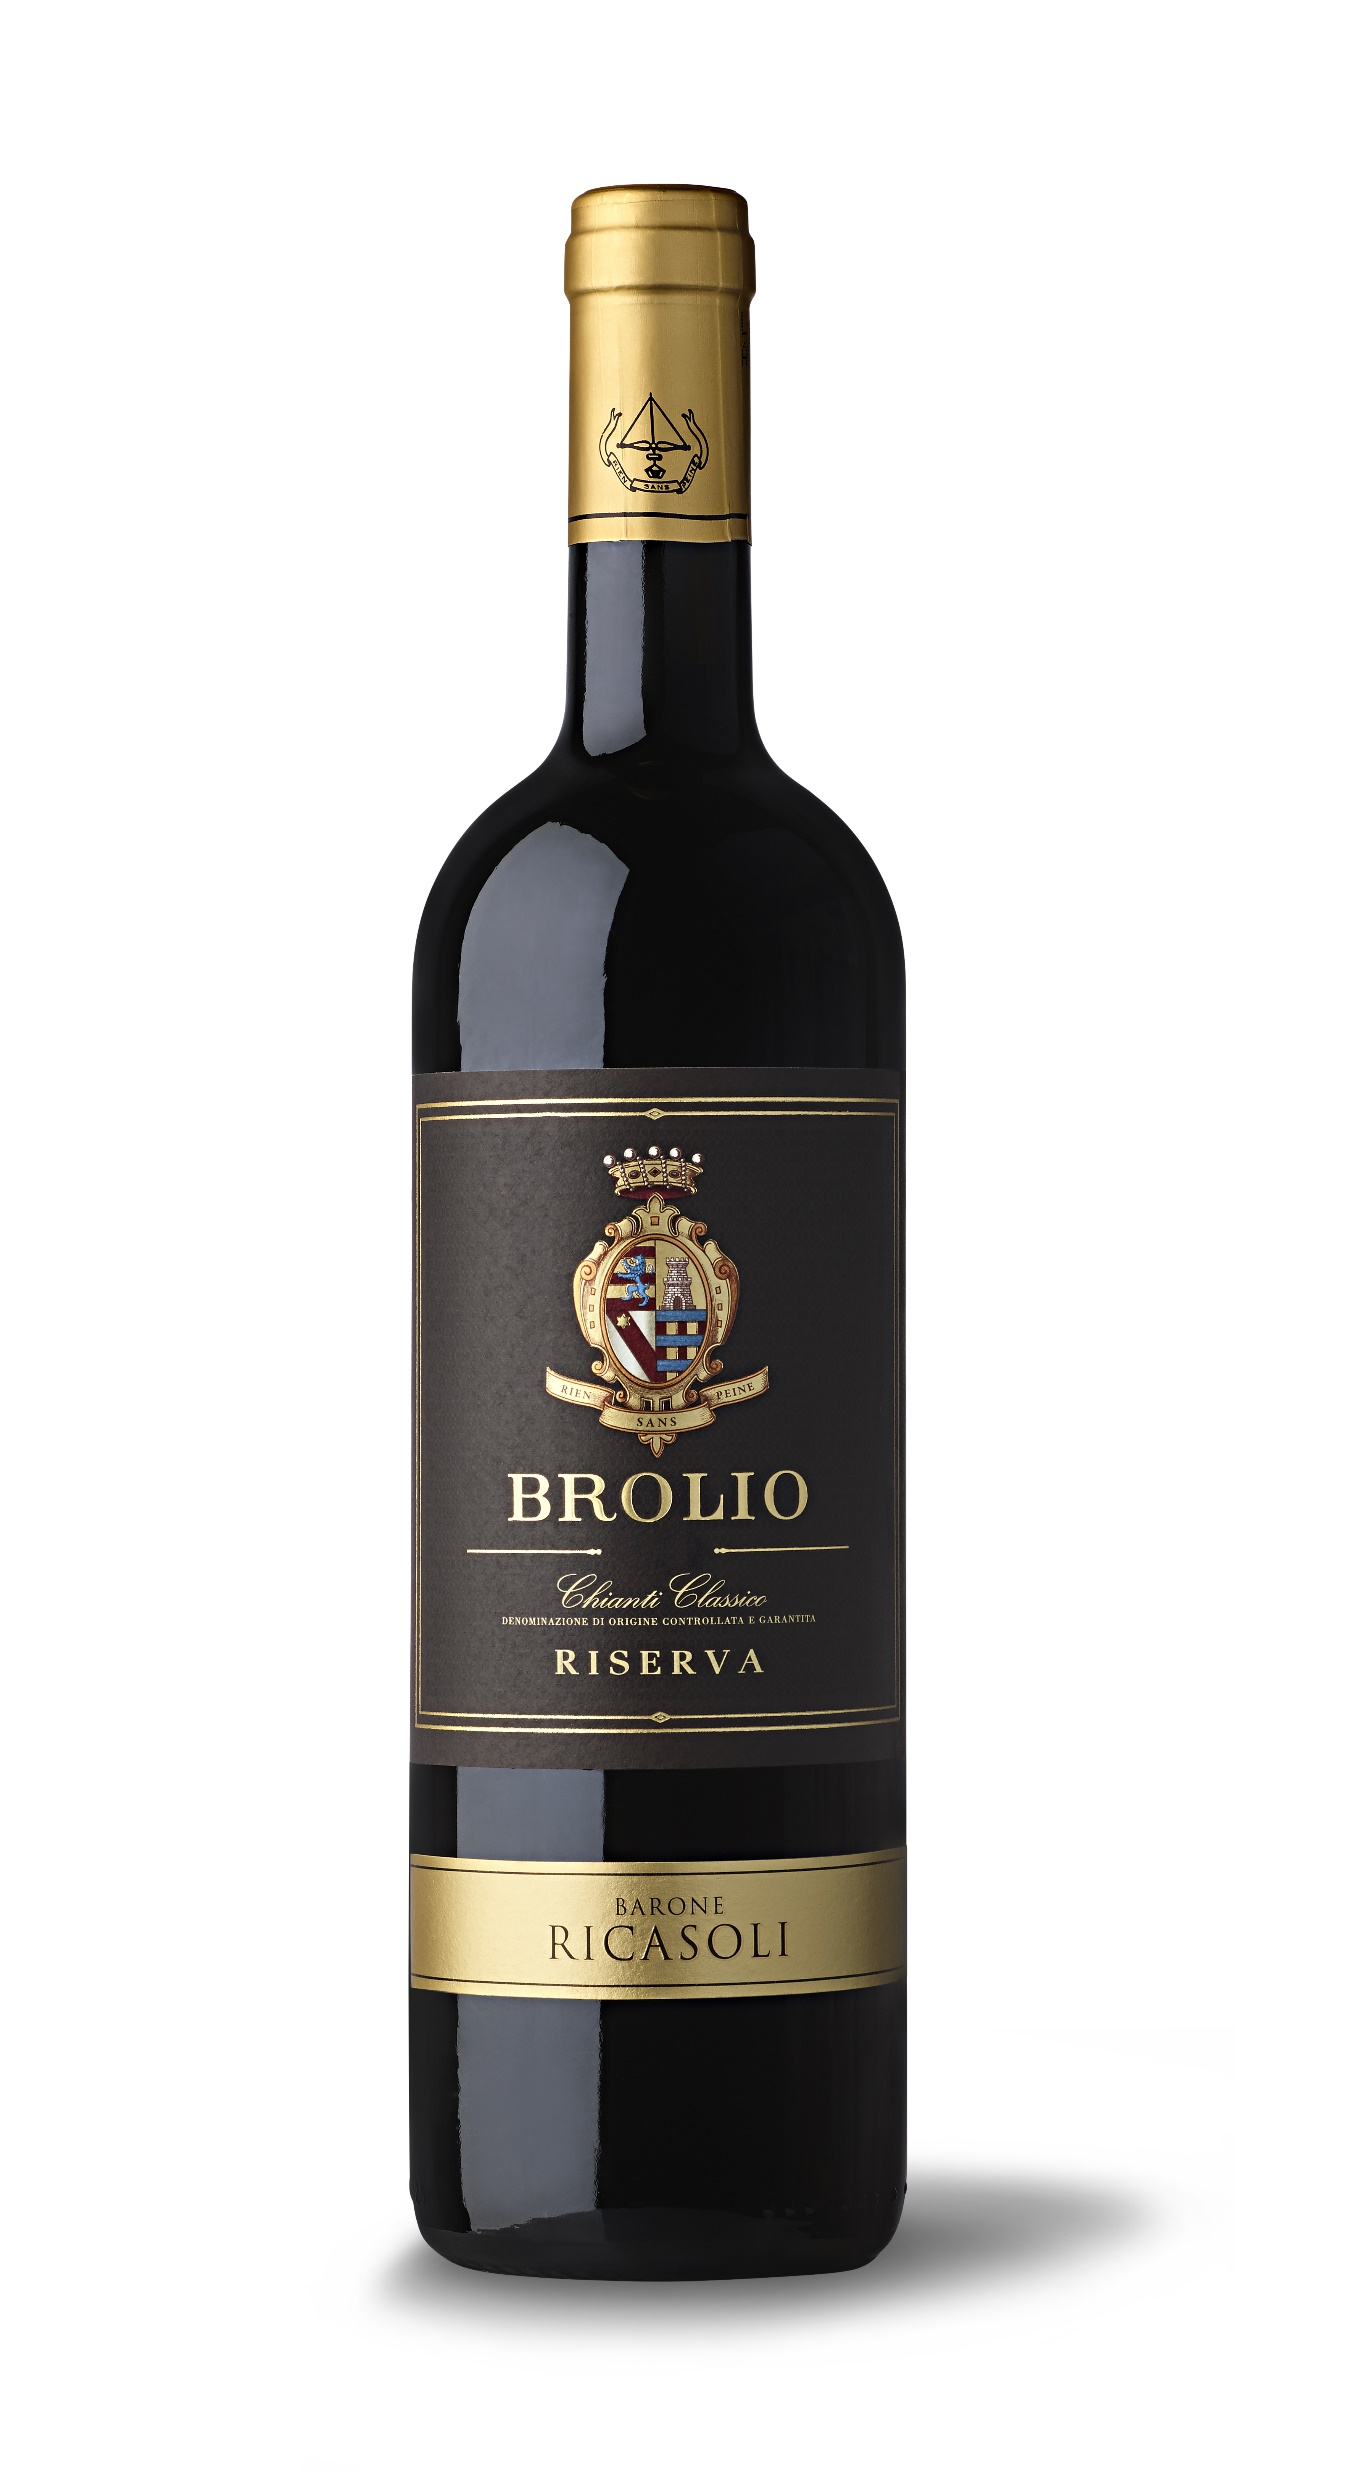 RIEN SANS PEINE
RIEN SANS PEINE
BROLIO
Chianti Classico
DENOMINAZIONE DI ORIGINE CONTROLLATA E GARANTITA
RISERVA
BARONE
RICASOLI